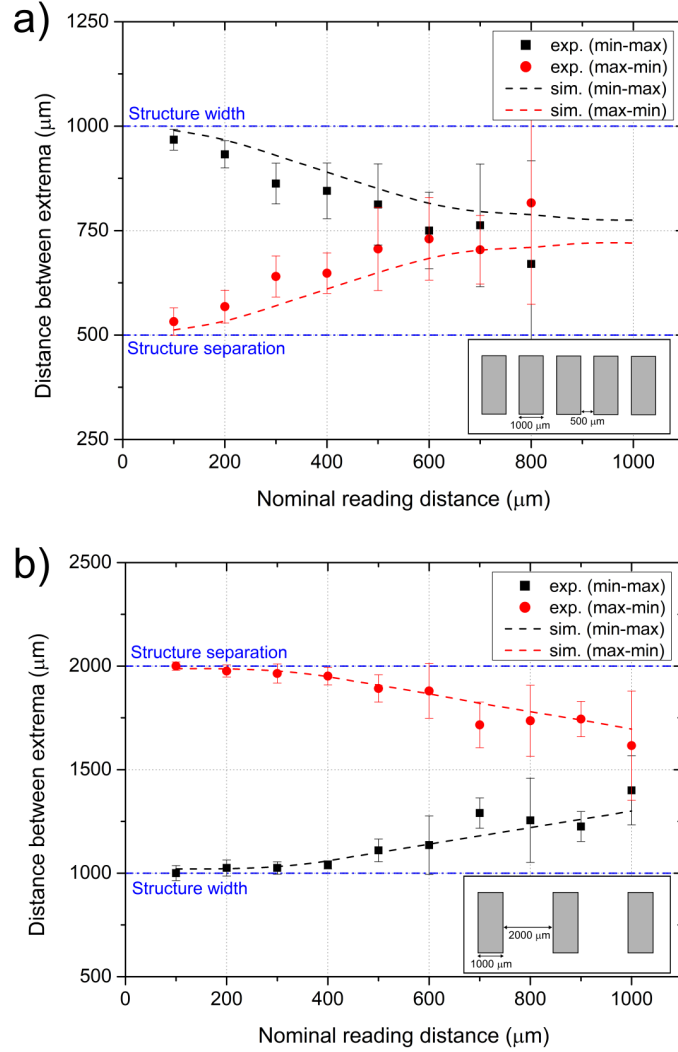 a)
1250
1000
750
500
250
Distance between extrema (μm)
exp. (min-max)
exp. (max-min)
sim. (min-max)
sim. (max-min)
Structure width
Structure separation
1000 μm
500 μm
0 200 400 600 800 1000
Nominal reading distance (μm)
b)
2500
2000
1500
1000
500
Distance between extrema (μm)
exp. (min-max)
exp. (max-min)
sim. (min-max)
sim. (max-min)
Structure separation
Structure width
2000 μm
1000 μm
0 200 400 600 800 1000
Nominal reading distance (μm)